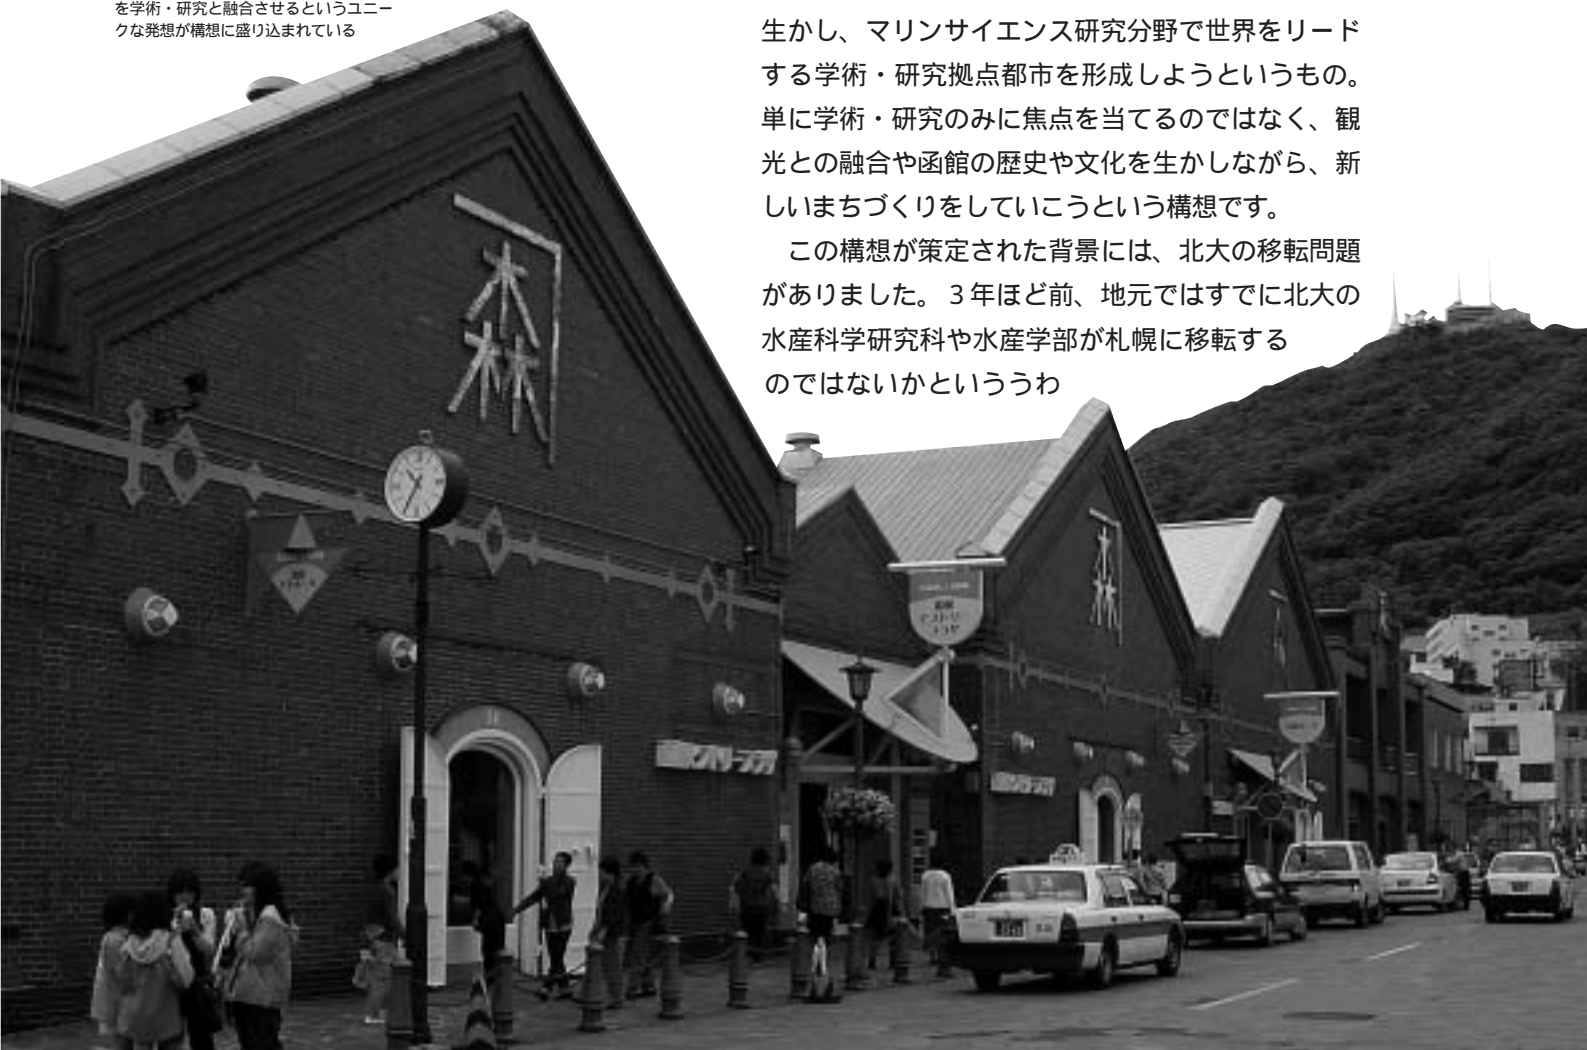 を学術・研究と融合させるというユニー
クな発想が構想に盛り込まれている
生かし、マリンサイエンス研究分野で世界をリード
する学術・研究拠点都市を形成しようというもの。
単に学術・研究のみに焦点を当てるのではなく、観
光との融合や函館の歴史や文化を生かしながら、新
しいまちづくりをしていこうという構想です。
この構想が策定された背景には、北大の移転問題
がありました。３年ほど前、地元ではすでに北大の
水産科学研究科や水産学部が札幌に移転する
のではないかといううわ
森
森